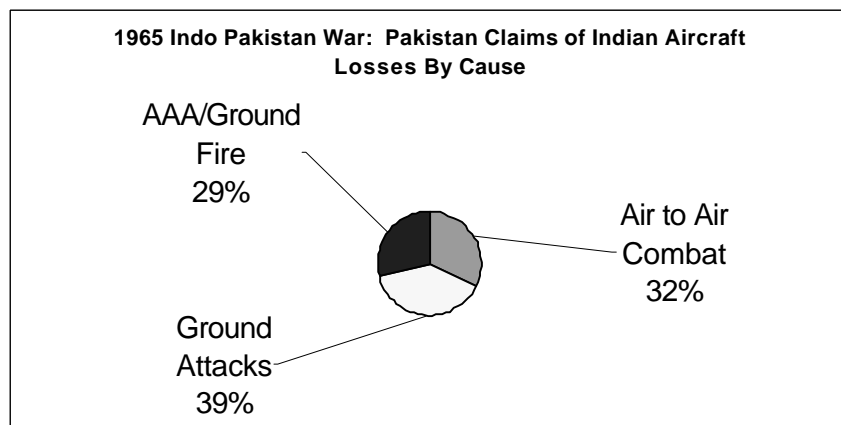 1965 Indo Pakistan War: Pakistan Claims of Indian Aircraft
Losses By Cause
AAA/Ground
Fire
29%
Air to Air
Combat
32%
Ground
Attacks
39%